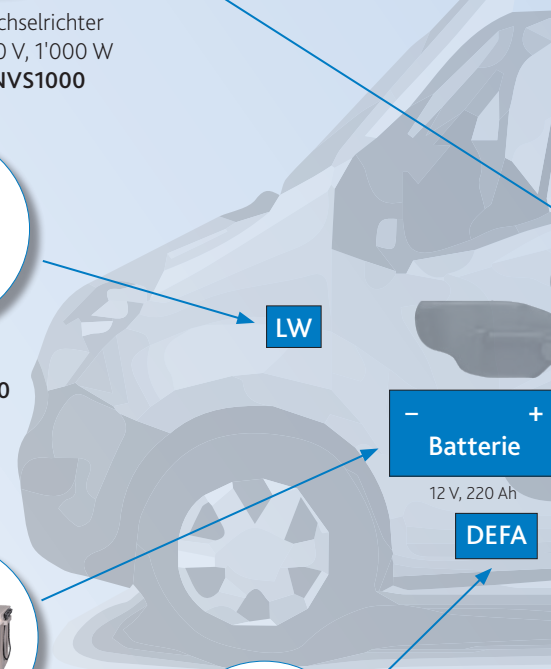 chselrichter
0 V, 1'000 W
NVS1000
LW
0
– +
Batterie
12 V, 220 Ah
DEFA